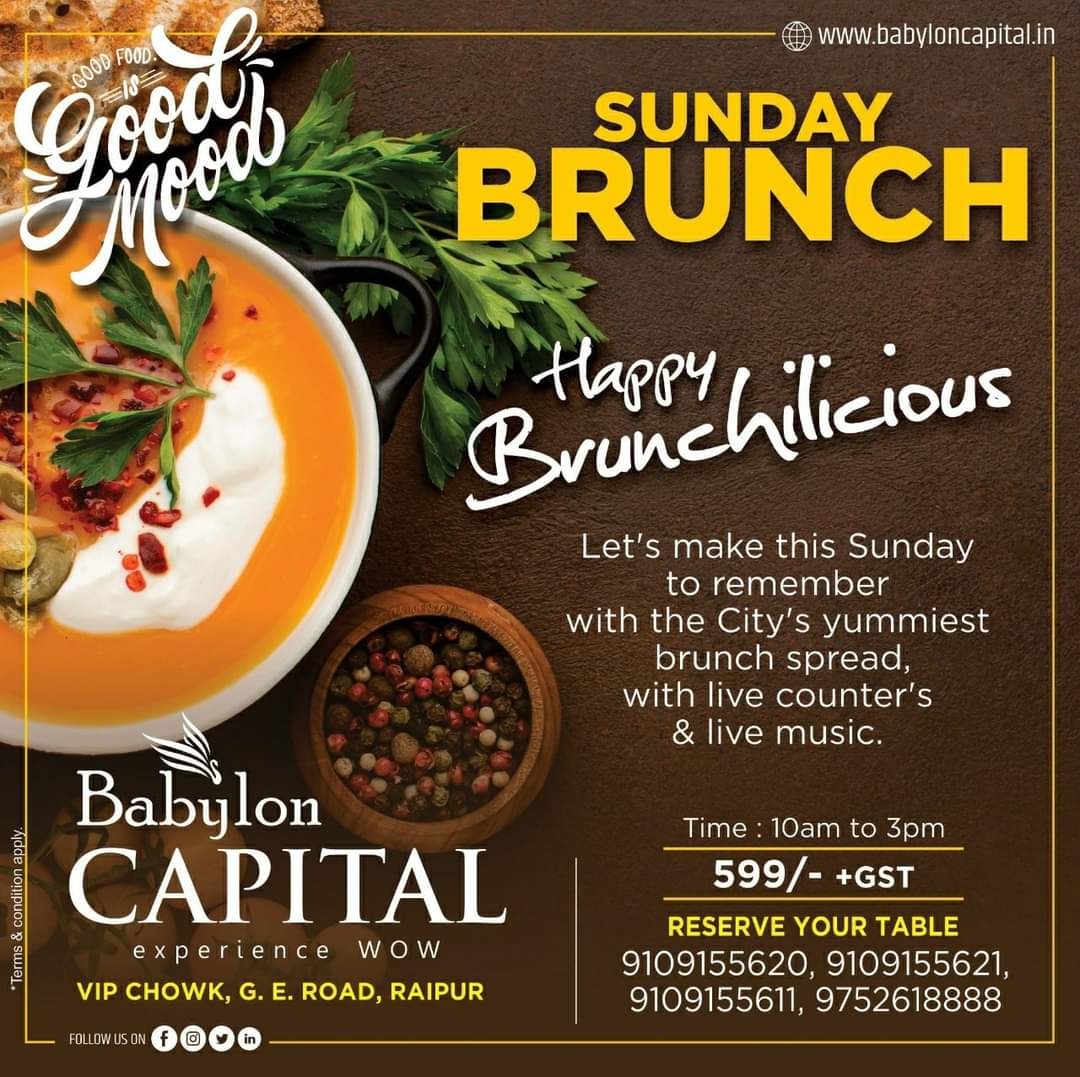 www.babyloncapital.in
GOOD FOOD
IS
Good
Mood
SUNDAY
BRUNCH
Happy
Brunchilicious
Let's make this Sunday
to remember
with the City's yummiest
brunch spread,
with live counter's
& live music.
Babylon
CAPITAL
experience WOW
VIP CHOWK, G. E. ROAD, RAIPUR
Time : 10am to 3pm
599/- +GST
RESERVE YOUR TABLE
9109155620, 9109155621,
9109155611, 9752618888
*Terms & condition apply.
FOLLOW US ON